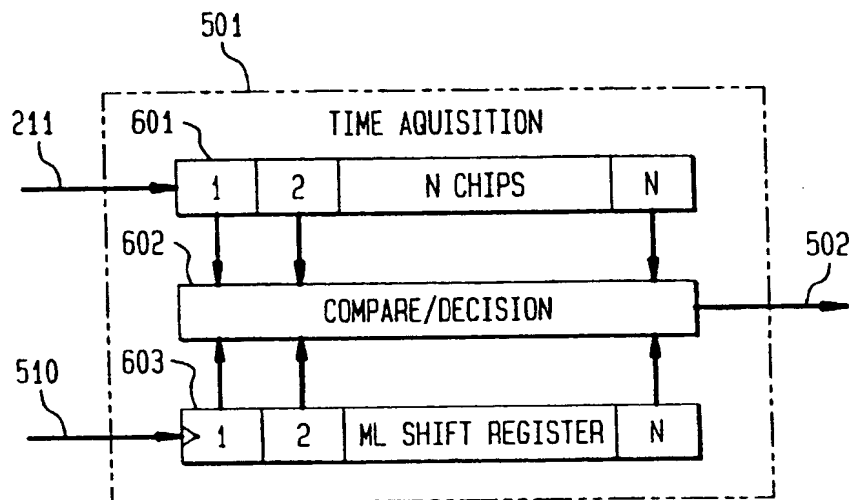 501
211
601
TIME AQUISITION
1 2 N CHIPS N
602
502
COMPARE/DECISION
603
510
1 2 ML SHIFT REGISTER N